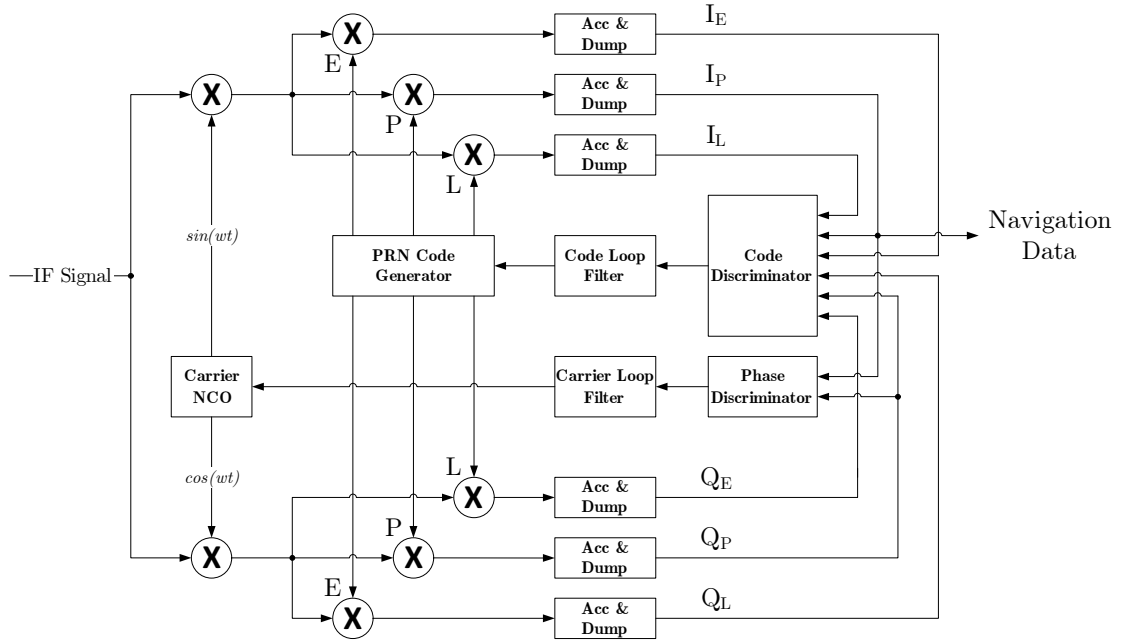 Acc &
Dump
I_E
E
Acc &
Dump
I_P
P
Acc &
Dump
I_L
L
sin(wt)
PRN Code
Generator
Code Loop
Filter
Code
Discriminator
Navigation
Data
IF Signal
Carrier
NCO
Carrier Loop
Filter
Phase
Discriminator
cos(wt)
L
Acc &
Dump
Q_E
P
Acc &
Dump
Q_P
E
Acc &
Dump
Q_L
X
X
X
X
X
X
X
X